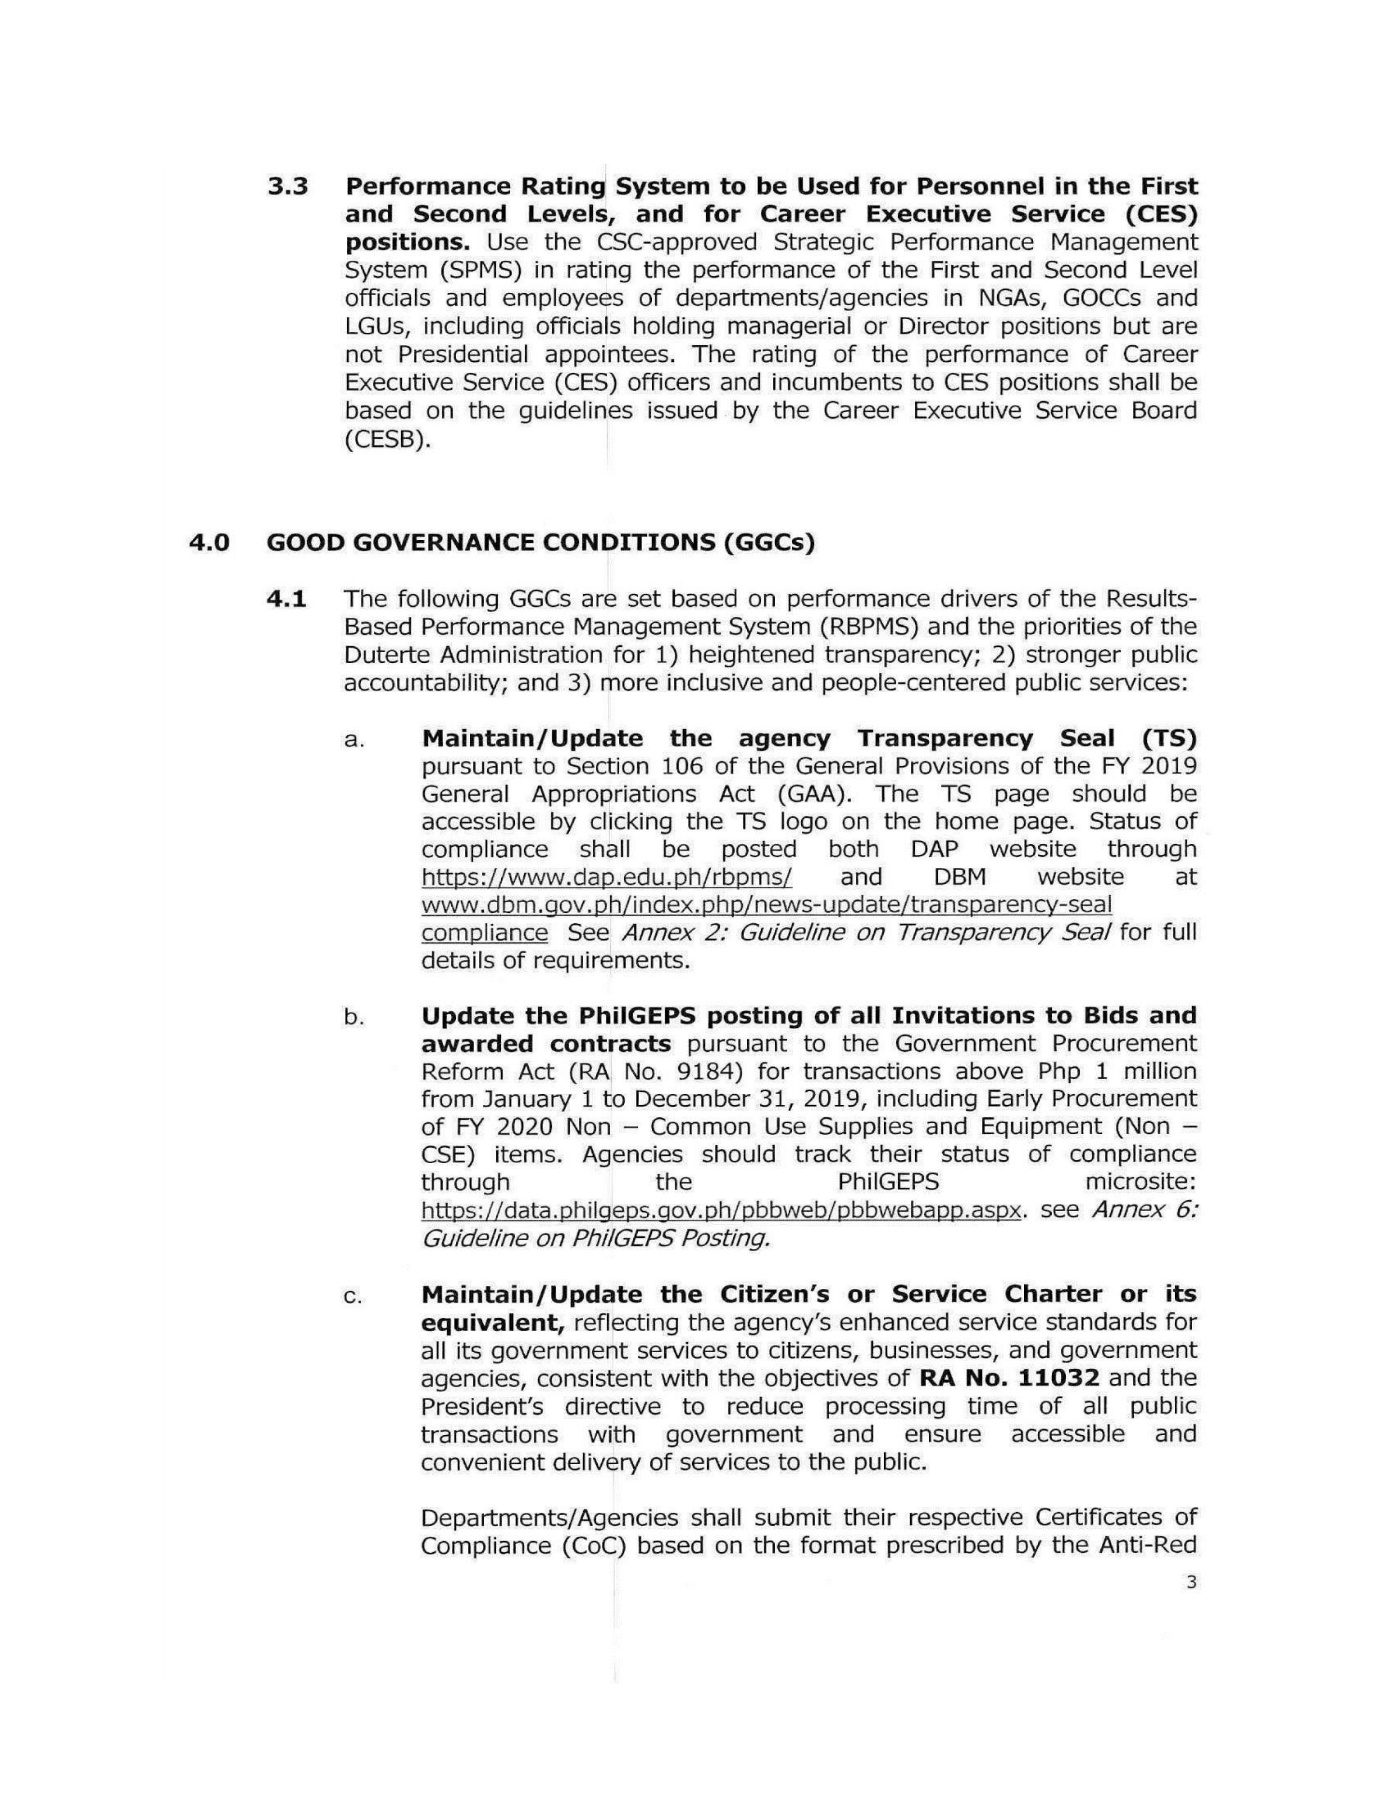 3.3 Performance Rating System to be Used for Personnel in the First
and Second Levels, and for Career Executive Service (CES)
positions. Use the CSC-approved Strategic Performance Management
System (SPMS) in rating the performance of the First and Second Level
officials and employees of departments/agencies in NGAs, GOCCs and
LGUs, including officials holding managerial or Director positions but are
not Presidential appointees. The rating of the performance of Career
Executive Service (CES) officers and incumbents to CES positions shall be
based on the guidelines issued by the Career Executive Service Board
(CESB).
4.0 GOOD GOVERNANCE CONDITIONS (GGCs)
4.1 The following GGCs are set based on performance drivers of the Results-
Based Performance Management System (RBPMS) and the priorities of the
Duterte Administration for 1) heightened transparency; 2) stronger public
accountability; and 3) more inclusive and people-centered public services:
a. Maintain/Update the agency Transparency Seal (TS)
pursuant to Section 106 of the General Provisions of the FY 2019
General Appropriations Act (GAA). The TS page should be
accessible by clicking the TS logo on the home page. Status of
compliance shall be posted both DAP website through
https://www.dap.edu.ph/rbpms/ and DBM website at
www.dbm.gov.ph/index.php/news-update/transparency-seal
compliance See Annex 2: Guideline on Transparency Seal for full
details of requirements.
b. Update the PhilGEPS posting of all Invitations to Bids and
awarded contracts pursuant to the Government Procurement
Reform Act (RA No. 9184) for transactions above Php 1 million
from January 1 to December 31, 2019, including Early Procurement
of FY 2020 Non – Common Use Supplies and Equipment (Non –
CSE) items. Agencies should track their status of compliance
through the PhilGEPS microsite:
https://data.philgeps.gov.ph/pbbweb/pbbwebapp.aspx. see Annex 6:
Guideline on PhilGEPS Posting.
c. Maintain/Update the Citizen's or Service Charter or its
equivalent, reflecting the agency's enhanced service standards for
all its government services to citizens, businesses, and government
agencies, consistent with the objectives of RA No. 11032 and the
President's directive to reduce processing time of all public
transactions with government and ensure accessible and
convenient delivery of services to the public.
Departments/Agencies shall submit their respective Certificates of
Compliance (CoC) based on the format prescribed by the Anti-Red
3